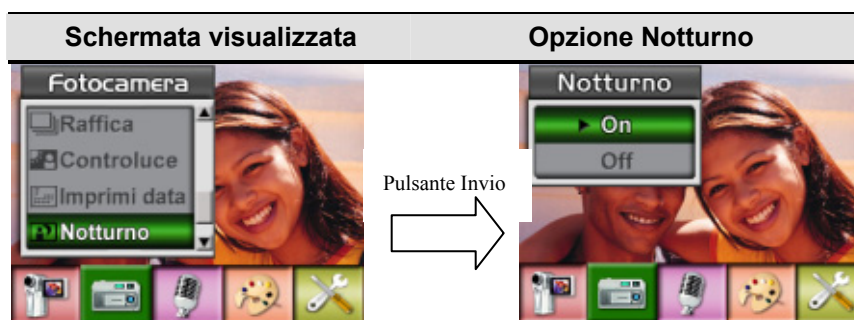 Schermata visualizzata
Opzione Notturno
Fotocamera
Raffica
Controluce
Imprimi data
Notturno
Pulsante Invio
Notturno
On
Off